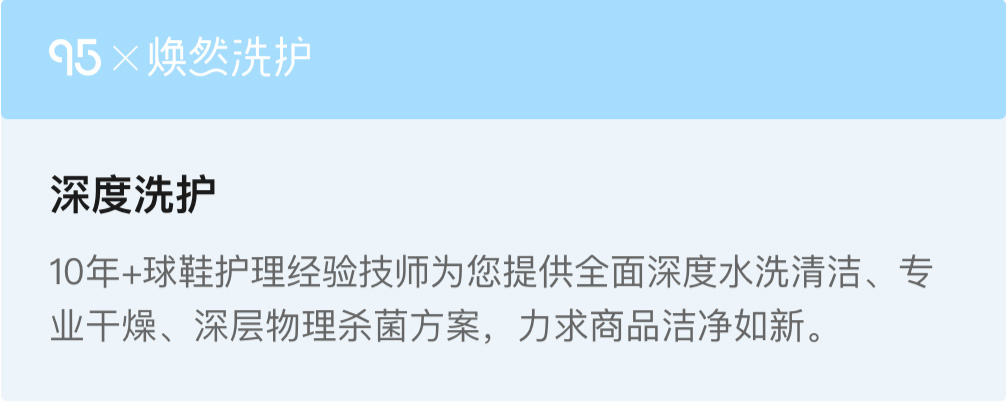 95×焕然洗护
深度洗护
10年+球鞋护理经验技师为您提供全面深度水洗清洁、专
业干燥、深层物理杀菌方案，力求商品洁净如新。